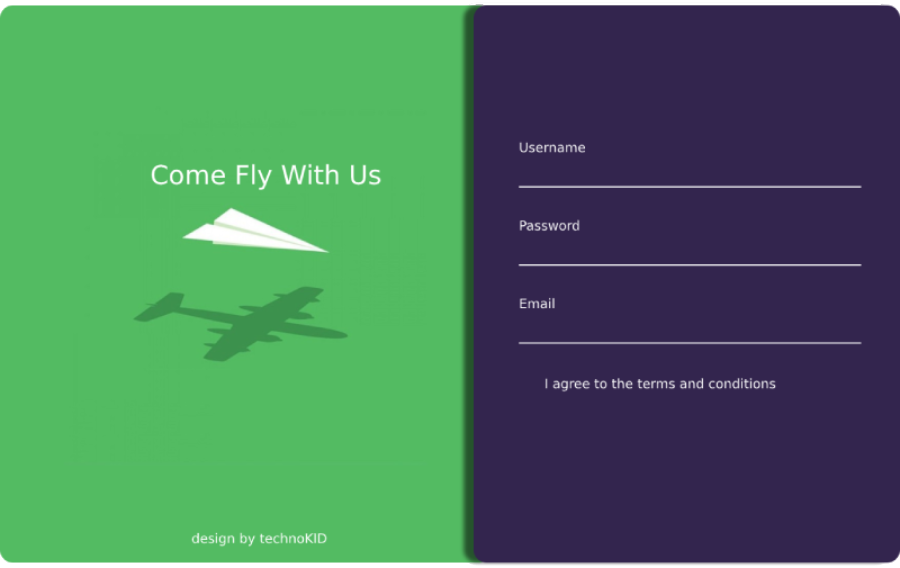 Come Fly With Us
design by technoKID
Username
Password
Email
I agree to the terms and conditions